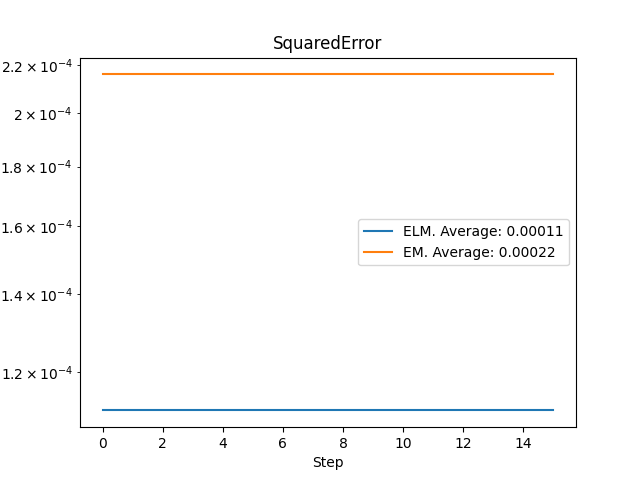 SquaredError
2.2 × 10⁻⁴
2 × 10⁻⁴
1.8 × 10⁻⁴
1.6 × 10⁻⁴
1.4 × 10⁻⁴
1.2 × 10⁻⁴
ELM. Average: 0.00011
EM. Average: 0.00022
0 2 4 6 8 10 12 14
Step